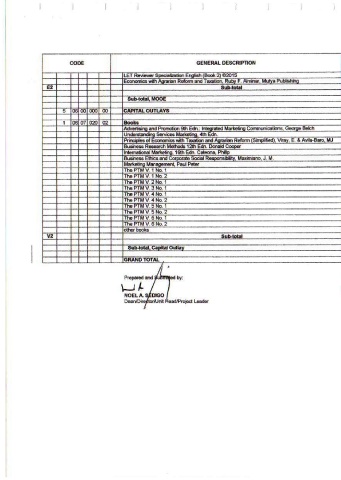 CODE GENERAL DESCRIPTION
LET Reviewer Specialization English (Book 2) ©2015
Economics with Agrarian Reform and Taxation, Ruby F. Alminar, Mutya Publishing
E2 Sub-total
Sub-total, MOOE
5 06 00 000 00 CAPITAL OUTLAYS
1 06 07 020 02 Books
Advertising and Promotion 8th Edn. Integrated Marketing Communications, George Belch
Understanding Services Marketing, 4th Edn.
Principles of Economics with Taxation and Agrarian Reform (Simplified), Viray, E. & Avila-Bato, MJ
Business Research Methods 12th Edn. Donald Cooper
International Marketing, 16th Edn. Cateora, Philip
Business Ethics and Corporate Social Responsibility, Maximiano, J. M.
Marketing Management, Paul Peter
The PTM V. 1 No. 1
The PTM V. 1 No. 2
The PTM V. 2 No. 1
The PTM V. 3 No. 1
The PTM V. 4 No. 1
The PTM V. 4 No. 2
The PTM V. 5 No. 1
The PTM V. 5 No. 2
The PTM V. 6 No. 1
The PTM V. 6 No. 2
other books
V2 Sub-total
Sub-total, Capital Outlay
GRAND TOTAL
Prepared and Submitted by:
ROEL A. BEDIGO
Dean/Director/Unit Head/Project Leader